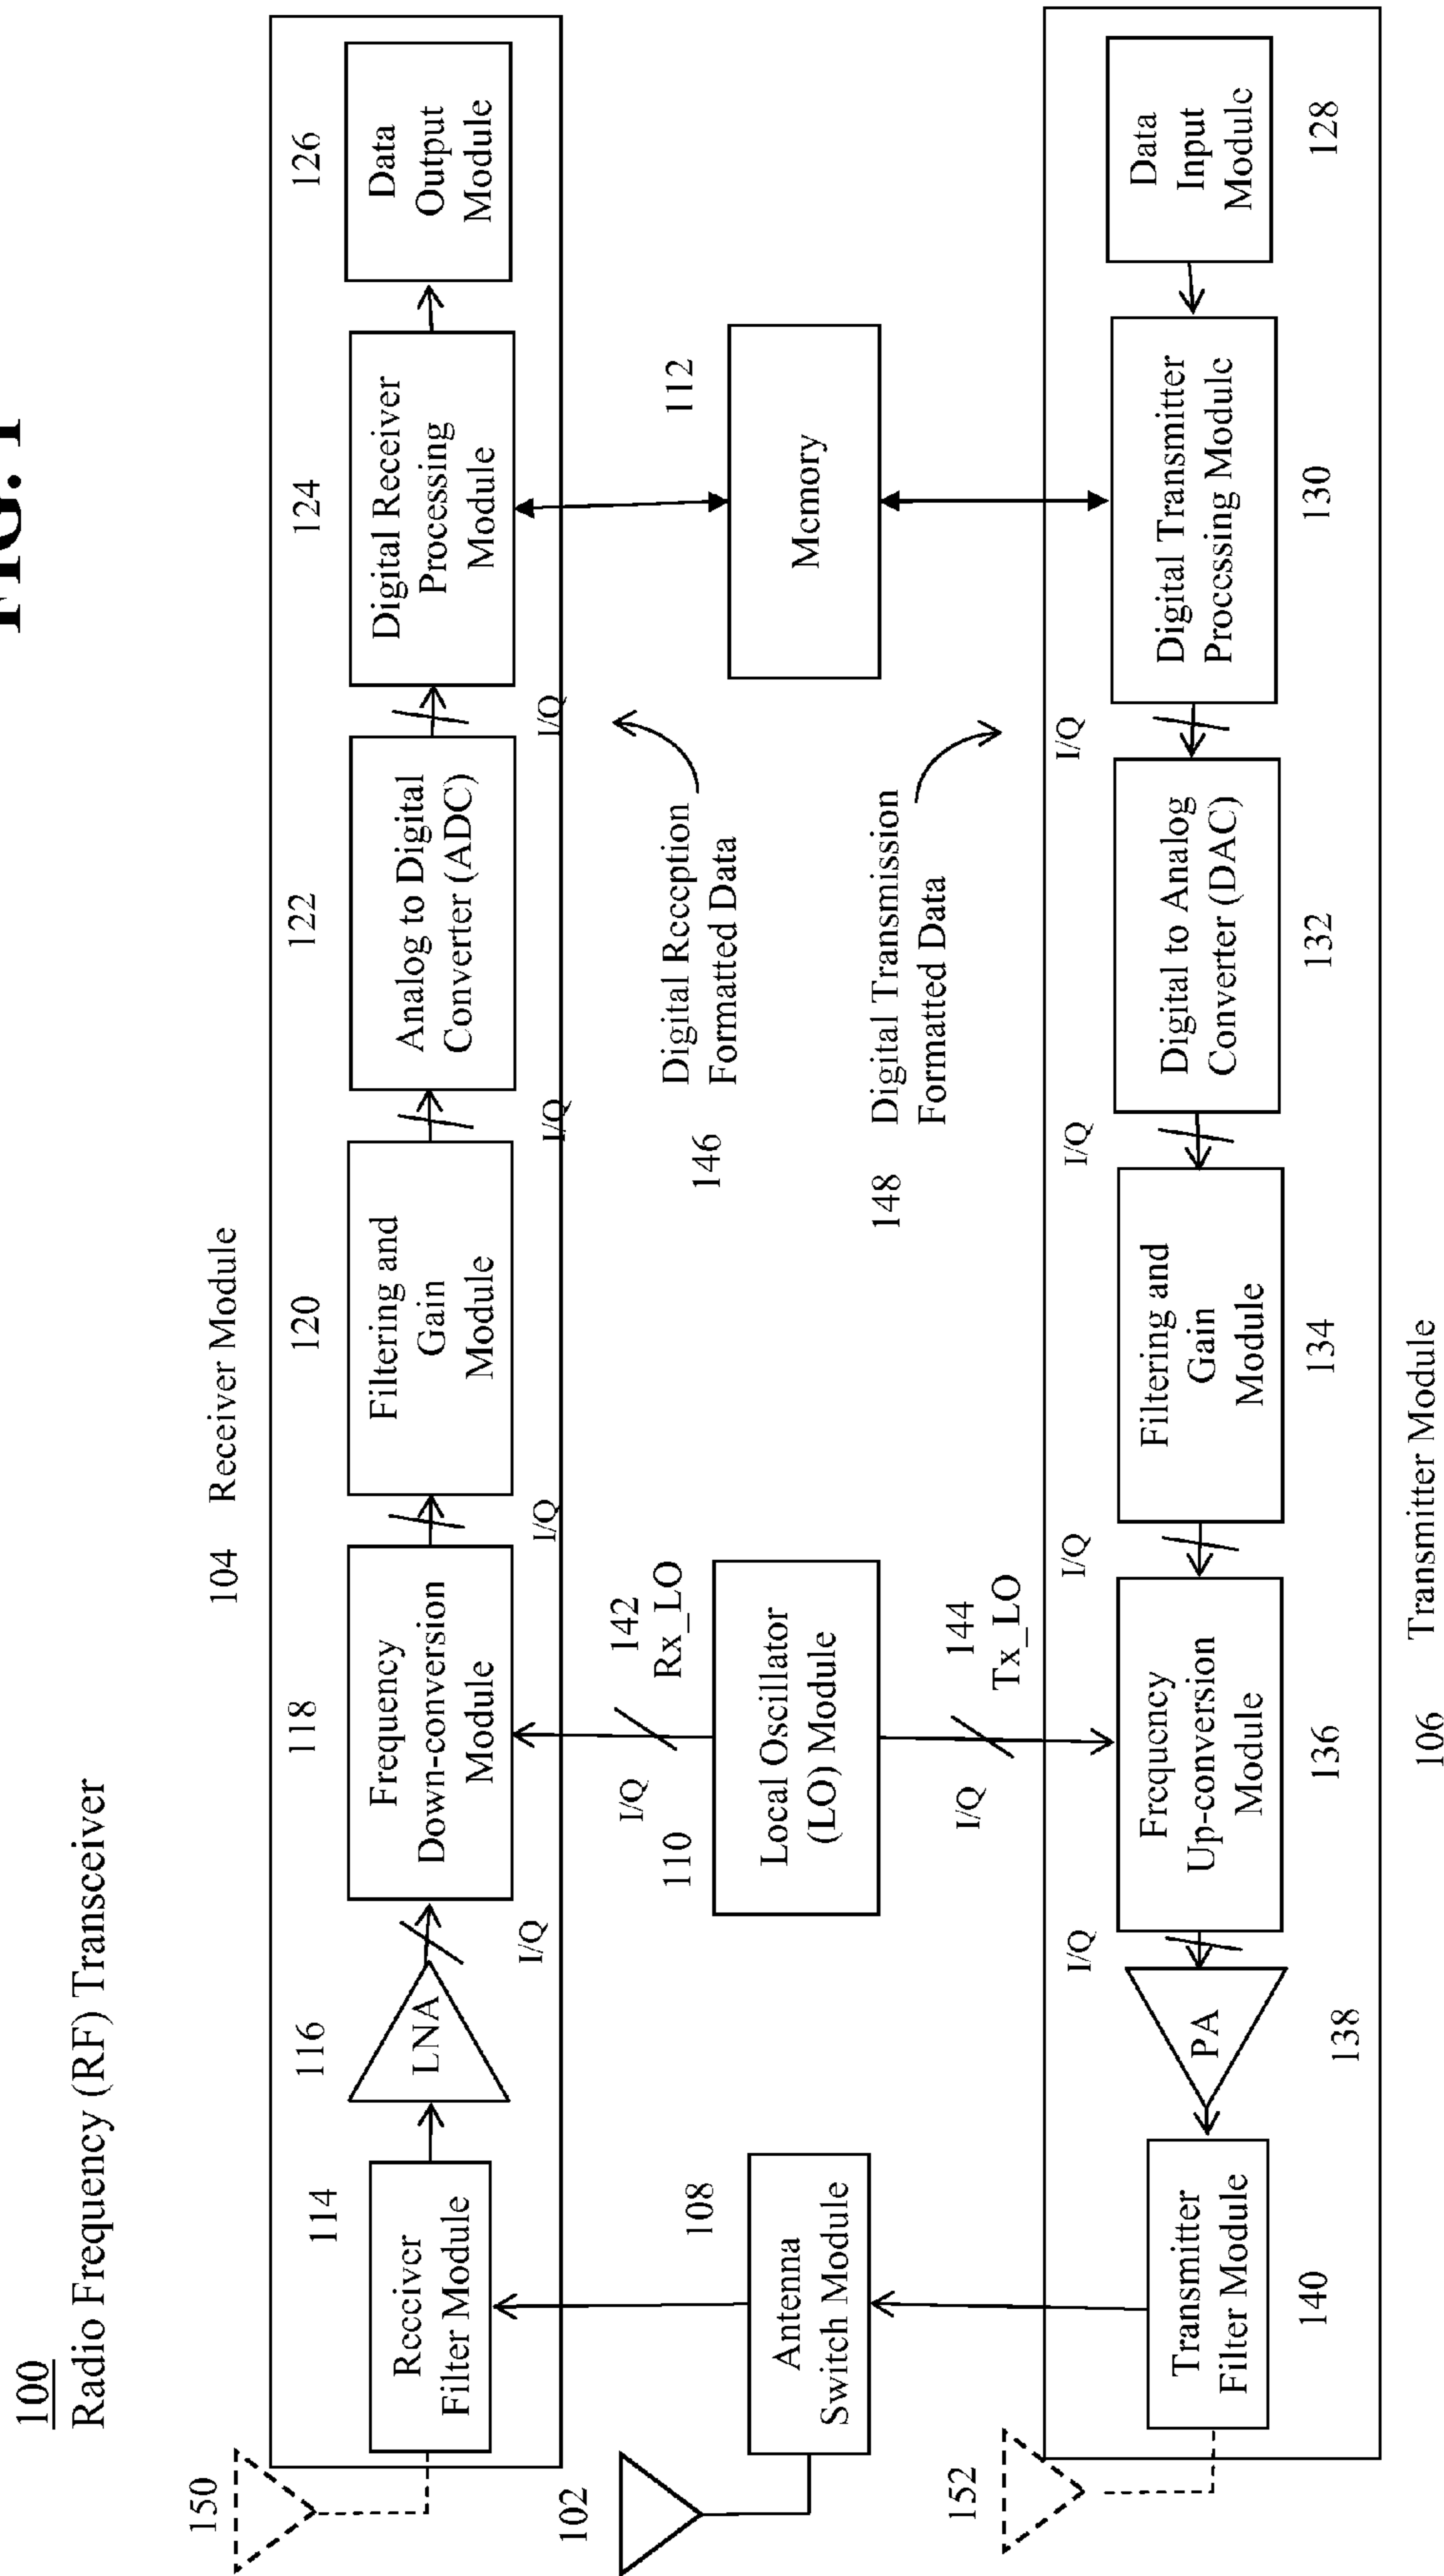 FIG. 1
100
Radio Frequency (RF) Transceiver
104 Receiver Module
150
114
116
118
120
122
124
126
Receiver
Filter Module
LNA
Frequency
Down-conversion
Module
Filtering and
Gain
Module
Analog to Digital
Converter (ADC)
Digital Receiver
Processing
Module
Data
Output
Module
I/Q
I/Q
I/Q
I/Q
102
108
Antenna
Switch Module
110
I/Q
142
Rx_LO
Local Oscillator
(LO) Module
I/Q
144
Tx_LO
146
Digital Reception
Formatted Data
148
Digital Transmission
Formatted Data
112
Memory
152
I/Q
I/Q
I/Q
I/Q
Transmitter
Filter Module
PA
Frequency
Up-conversion
Module
Filtering and
Gain
Module
Digital to Analog
Converter (DAC)
Digital Transmitter
Processing Module
Data
Input
Module
140
138
136
134
132
130
128
106 Transmitter Module